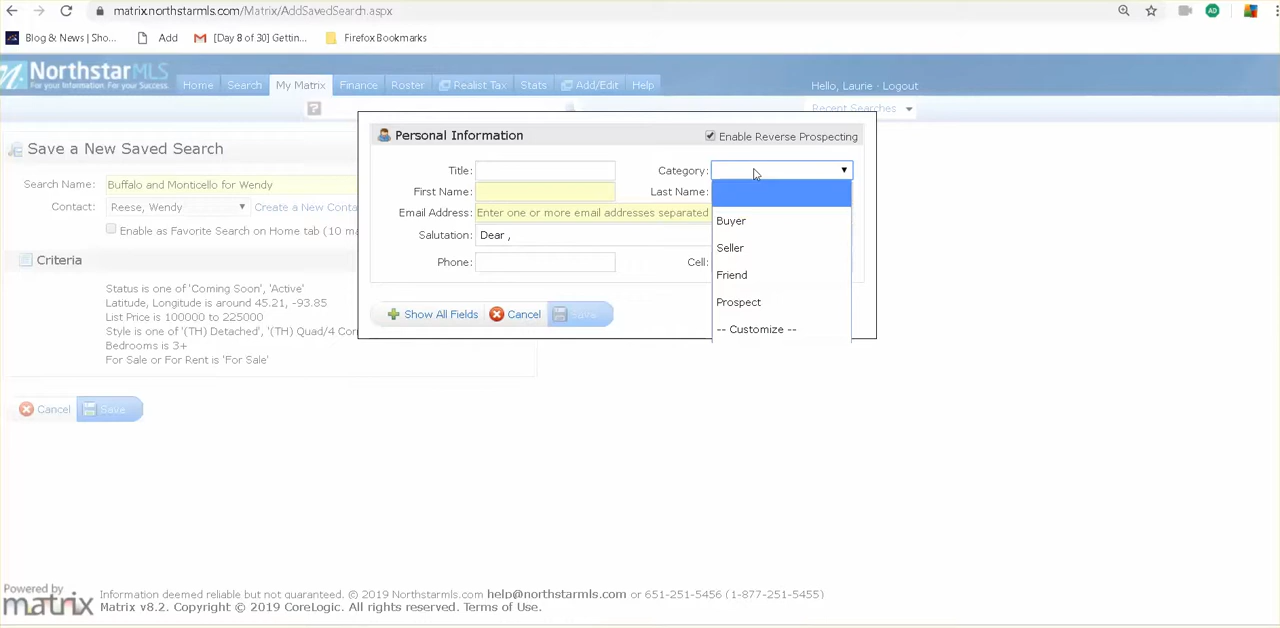 matrix.northstarmls.com/Matrix/AddSavedSearch.aspx
AD
Blog & News | Sho... Add [Day 8 of 30] Gettin... Firefox Bookmarks
NorthstarMLS
For your Information. For your Success.
Home Search My Matrix Finance Roster Realist Tax Stats Add/Edit Help
Hello, Laurie · Logout
? Recent Searches
Save a New Saved Search
Search Name: Buffalo and Monticello for Wendy
Contact: Reese, Wendy Create a New Conta
Enable as Favorite Search on Home tab (10 ma
Criteria
Status is one of 'Coming Soon', 'Active'
Latitude, Longitude is around 45.21, -93.85
List Price is 100000 to 225000
Style is one of '(TH) Detached', '(TH) Quad/4 Cor
Bedrooms is 3+
For Sale or For Rent is 'For Sale'
Cancel Save
Personal Information Enable Reverse Prospecting
Title: Category:
First Name: Last Name:
Email Address: Enter one or more email addresses separated
Salutation: Dear ,
Phone: Cell:
Buyer
Seller
Friend
Prospect
-- Customize --
Show All Fields Cancel Save
Powered by
matrix
Information deemed reliable but not guaranteed. © 2019 Northstarmls.com help@northstarmls.com or 651-251-5456 (1-877-251-5455)
Matrix v8.2. Copyright © 2019 CoreLogic. All rights reserved. Terms of Use.